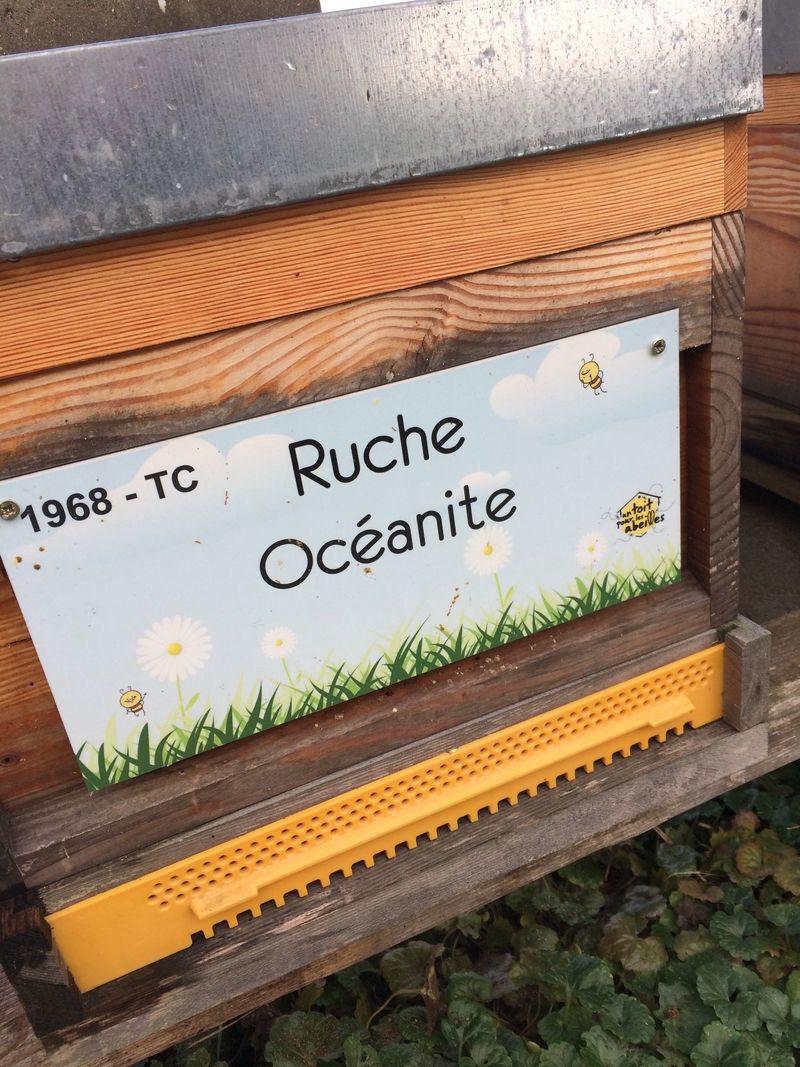 1968 - TC
Ruche
Océanite
un toit
pour les
abeilles